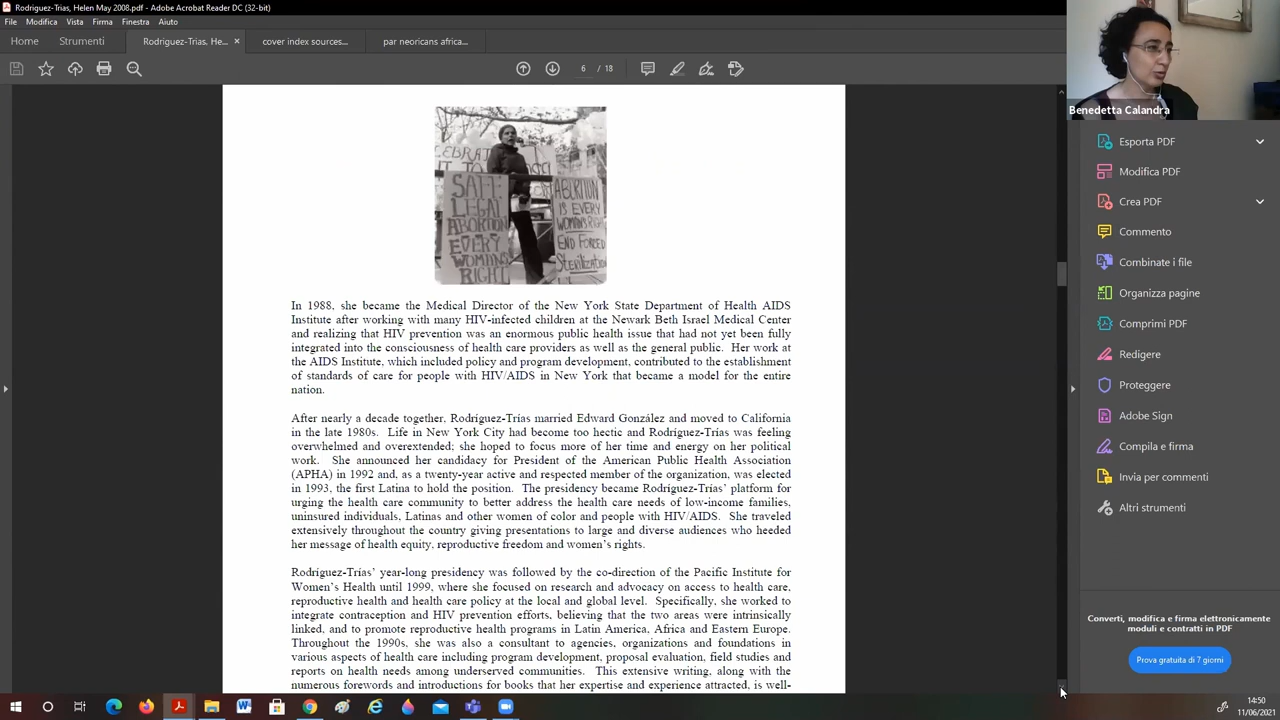 Rodriguez-Trias, Helen May 2008.pdf - Adobe Acrobat Reader DC (32-bit)
File Modifica Vista Firma Finestra Aiuto
Home Strumenti Rodriguez-Trias, He... × cover index sources... par neoricans africa...
6 / 18
Benedetta Calandra
SAFE
LEGAL
ABORTION
EVERY
WOMANS
RIGHT
ABORTION
IS EVERY
WOMAN'S RIGHT
END FORCED
STERILIZATION
In 1988, she became the Medical Director of the New York State Department of Health AIDS
Institute after working with many HIV-infected children at the Newark Beth Israel Medical Center
and realizing that HIV prevention was an enormous public health issue that had not yet been fully
integrated into the consciousness of health care providers as well as the general public. Her work at
the AIDS Institute, which included policy and program development, contributed to the establishment
of standards of care for people with HIV/AIDS in New York that became a model for the entire
nation.
After nearly a decade together, Rodríguez-Trías married Edward González and moved to California
in the late 1980s. Life in New York City had become too hectic and Rodríguez-Trías was feeling
overwhelmed and overextended; she hoped to focus more of her time and energy on her political
work. She announced her candidacy for President of the American Public Health Association
(APHA) in 1992 and, as a twenty-year active and respected member of the organization, was elected
in 1993, the first Latina to hold the position. The presidency became Rodríguez-Trías' platform for
urging the health care community to better address the health care needs of low-income families,
uninsured individuals, Latinas and other women of color and people with HIV/AIDS. She traveled
extensively throughout the country giving presentations to large and diverse audiences who heeded
her message of health equity, reproductive freedom and women's rights.
Rodríguez-Trías' year-long presidency was followed by the co-direction of the Pacific Institute for
Women's Health until 1999, where she focused on research and advocacy on access to health care,
reproductive health and health care policy at the local and global level. Specifically, she worked to
integrate contraception and HIV prevention efforts, believing that the two areas were intrinsically
linked, and to promote reproductive health programs in Latin America, Africa and Eastern Europe.
Throughout the 1990s, she was also a consultant to agencies, organizations and foundations in
various aspects of health care including program development, proposal evaluation, field studies and
reports on health needs among underserved communities. This extensive writing, along with the
numerous forewords and introductions for books that her expertise and experience attracted, is well-
Esporta PDF
Modifica PDF
Crea PDF
Commento
Combinate i file
Organizza pagine
Comprimi PDF
Redigere
Proteggere
Adobe Sign
Compila e firma
Invia per commenti
Altri strumenti
Converti, modifica e firma elettronicamente
moduli e contratti in PDF
Prova gratuita di 7 giorni
14:50
11/06/2021